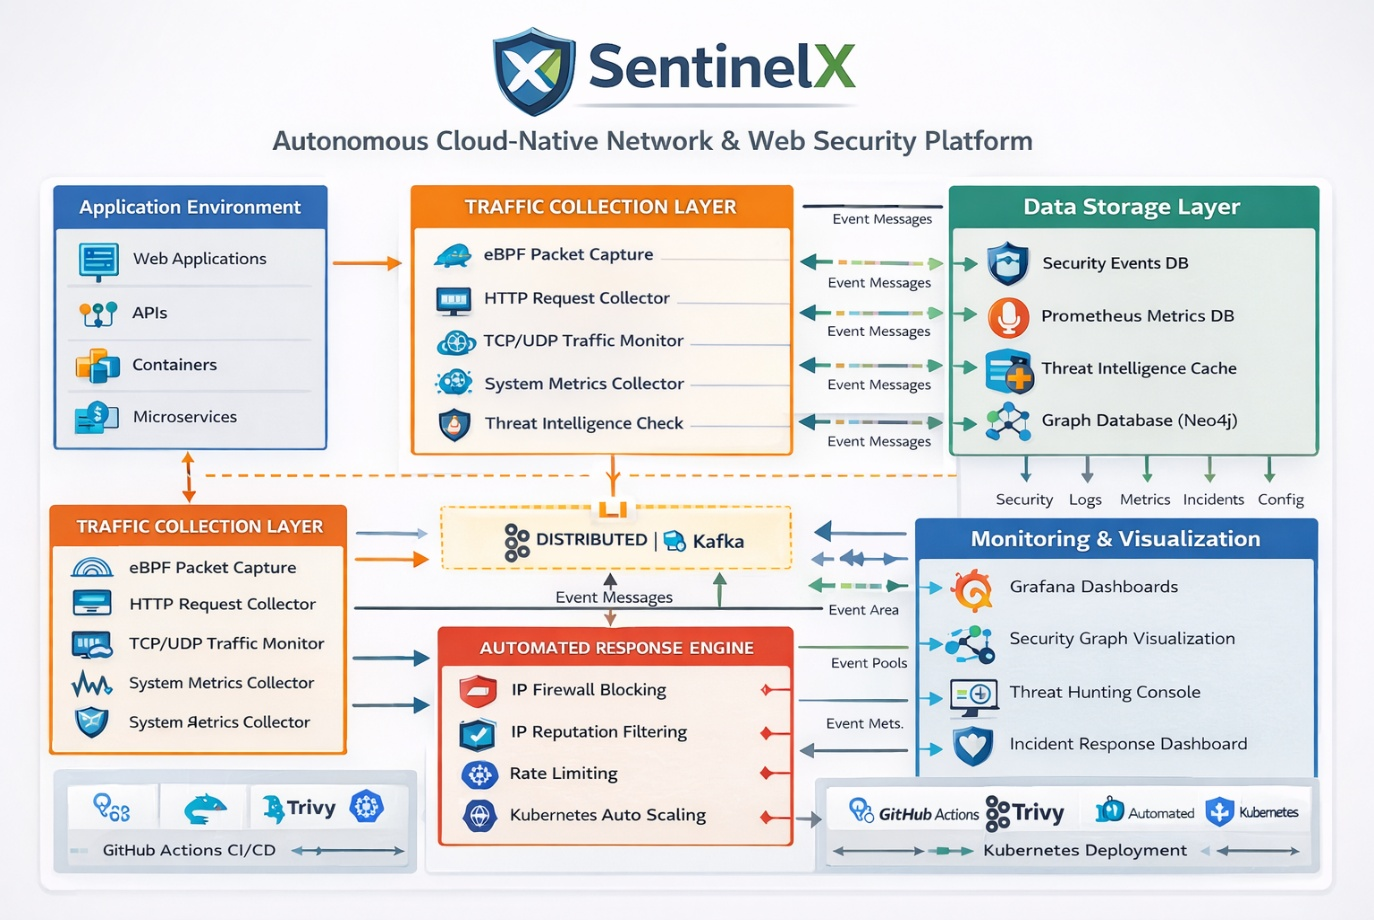 SentinelX
Autonomous Cloud-Native Network & Web Security Platform
Application Environment
Web Applications
APIs
Containers
Microservices
TRAFFIC COLLECTION LAYER
eBPF Packet Capture
HTTP Request Collector
TCP/UDP Traffic Monitor
System Metrics Collector
Threat Intelligence Check
Event Messages
Event Messages
Event Messages
Event Messages
Event Messages
Data Storage Layer
Security Events DB
Prometheus Metrics DB
Threat Intelligence Cache
Graph Database (Neo4j)
Security Logs Metrics Incidents Config
TRAFFIC COLLECTION LAYER
eBPF Packet Capture
HTTP Request Collector
TCP/UDP Traffic Monitor
System Metrics Collector
System Collector
DISTRIBUTED | Kafka
Event Messages
Event Area
Event Pools
Event Mets.
AUTOMATED RESPONSE ENGINE
IP Firewall Blocking
IP Reputation Filtering
Rate Limiting
Kubernetes Auto Scaling
Monitoring & Visualization
Grafana Dashboards
Security Graph Visualization
Threat Hunting Console
Incident Response Dashboard
Trivy
GitHub Actions CI/CD
GitHub Actions Trivy Automated Kubernetes
Kubernetes Deployment